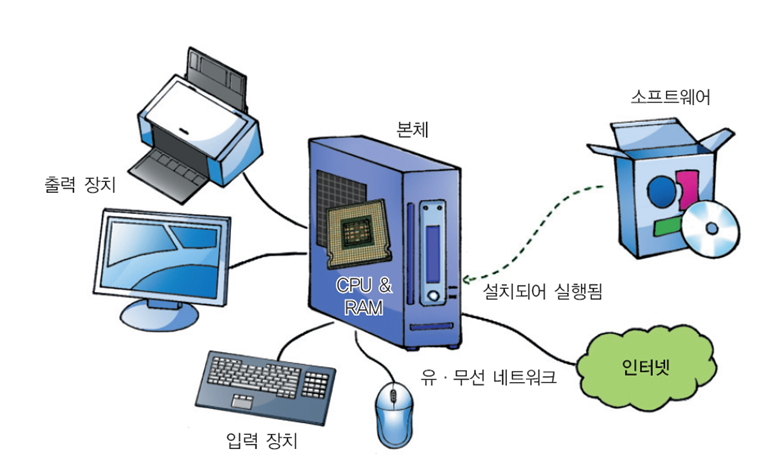 소프트웨어
본체
출력 장치
CPU &
RAM
설치되어 실행됨
인터넷
유·무선 네트워크
입력 장치